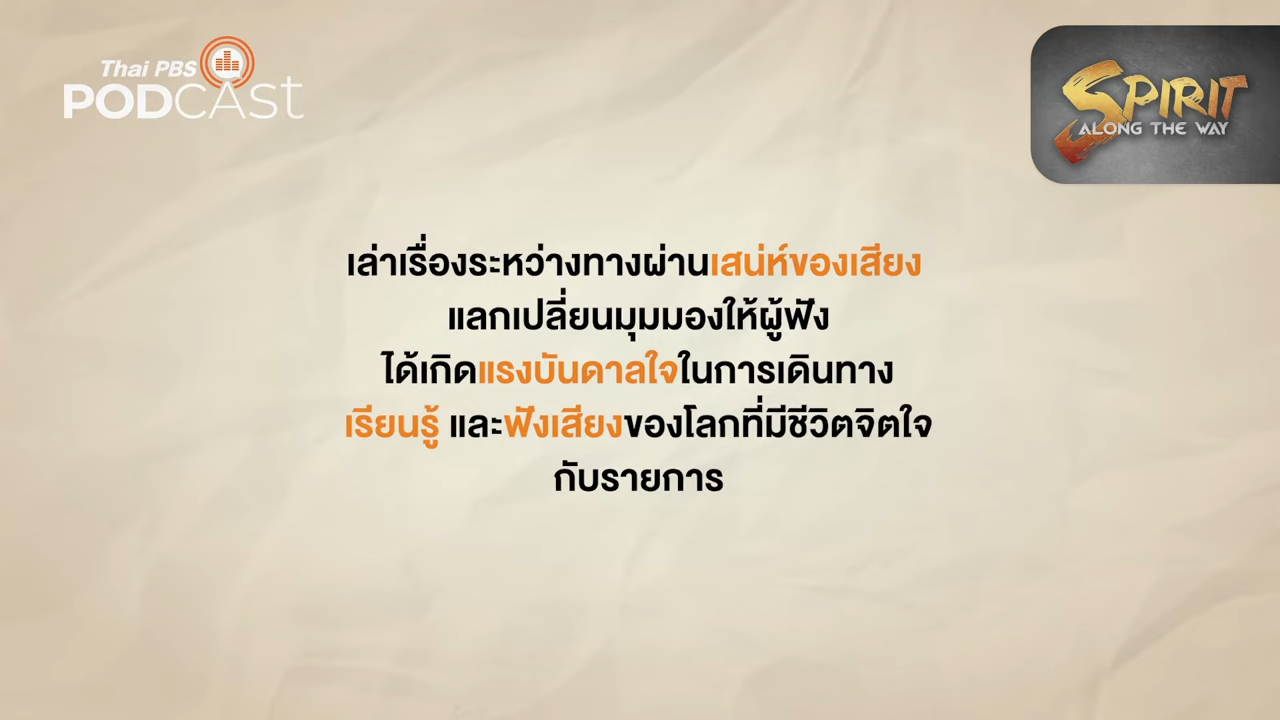 Thai PBS
PODCAST
SPIRIT
ALONG THE WAY
เล่าเรื่องระหว่างทางผ่านเสน่ห์ของเสียง
แลกเปลี่ยนมุมมองให้ผู้ฟัง
ได้เกิดแรงบันดาลใจในการเดินทาง
เรียนรู้ และฟังเสียงของโลกที่มีชีวิตจิตใจ
กับรายการ